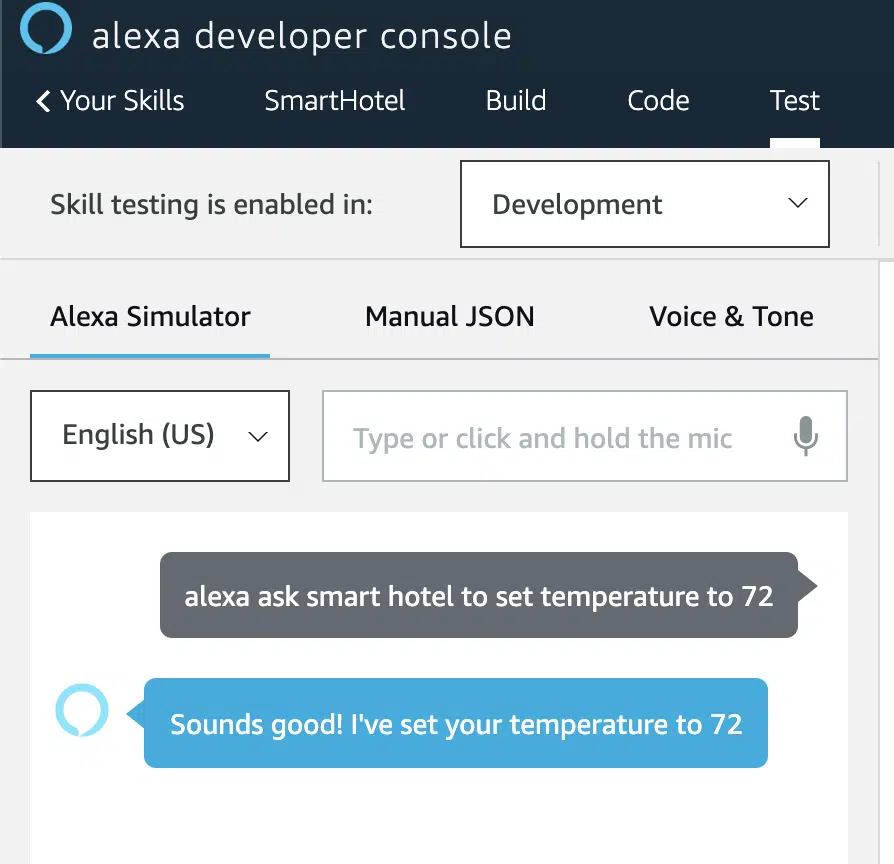 alexa developer console
Your Skills SmartHotel Build Code Test
Skill testing is enabled in: Development
Alexa Simulator Manual JSON Voice & Tone
English (US) Type or click and hold the mic
alexa ask smart hotel to set temperature to 72
Sounds good! I've set your temperature to 72